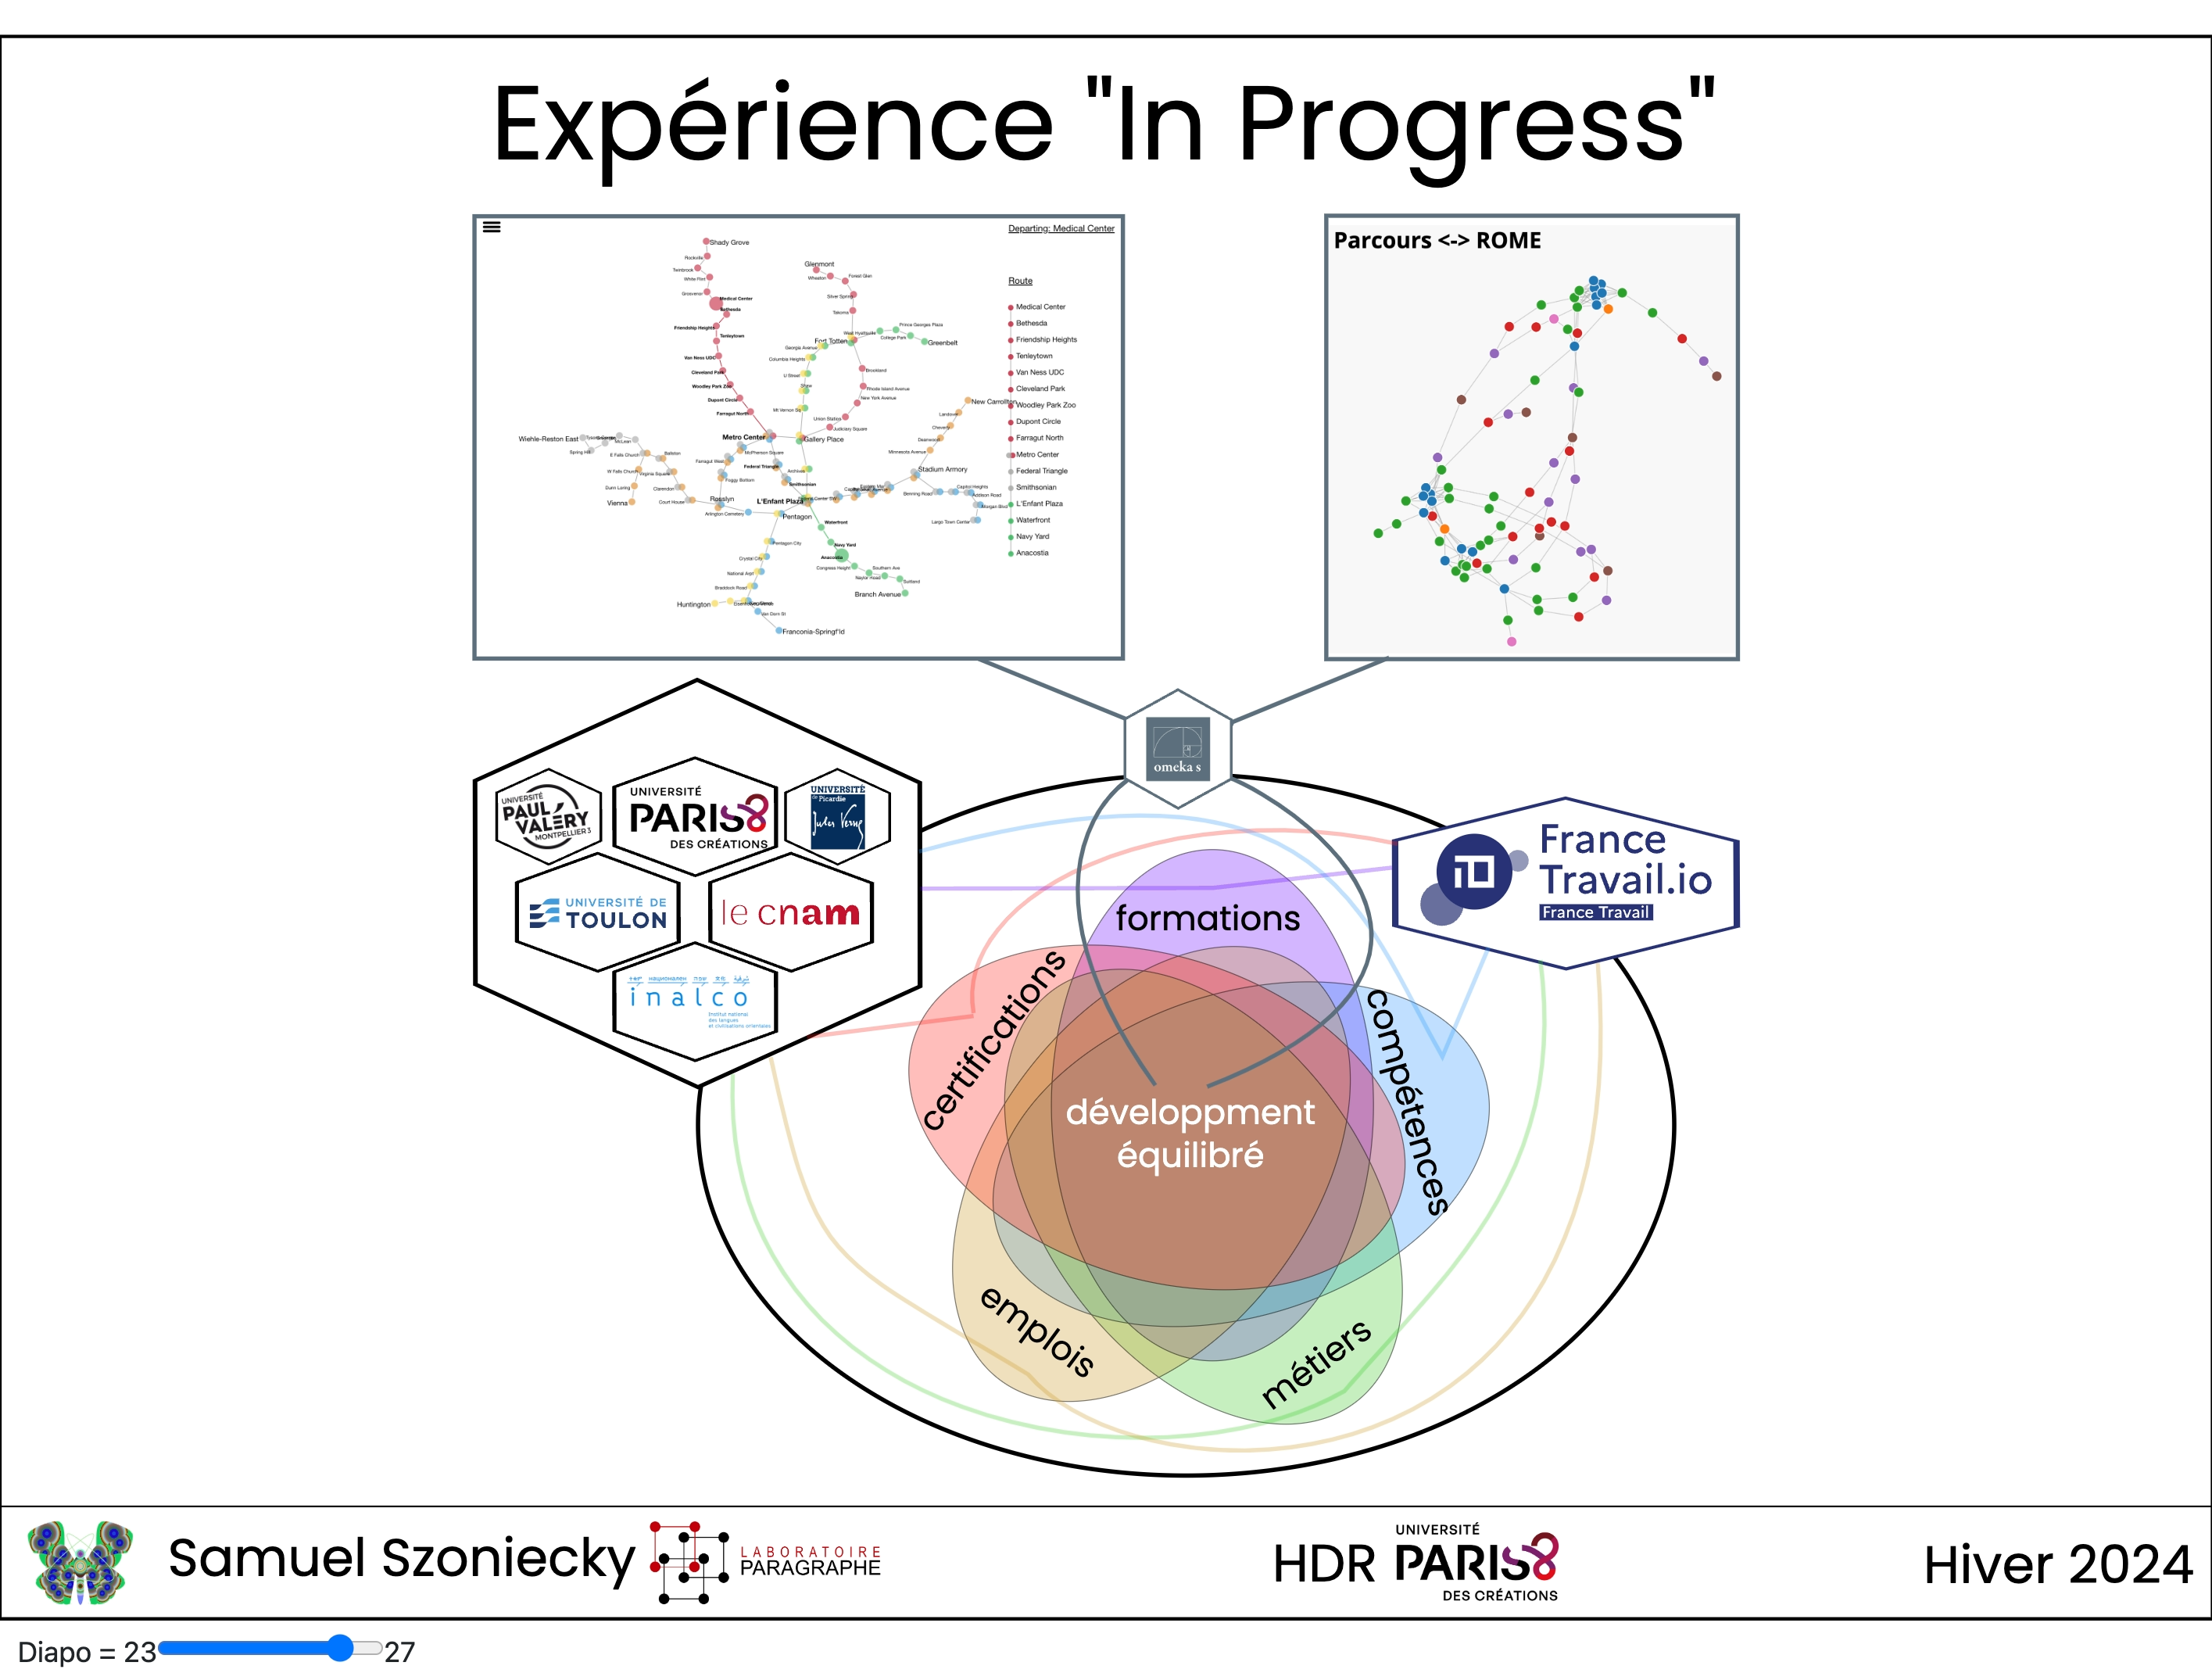 Expérience "In Progress"
Departing: Medical Center
Shady Grove
Rockville
Twinbrook
White Flint
Grosvenor
Medical Center
Bethesda
Friendship Heights
Tenleytown
Van Ness UDC
Cleveland Park
Woodley Park Zoo
Dupont Circle
Farragut North
Metro Center
Glenmont
Wheaton
Forest Glen
Silver Spring
Takoma
West Hyattsville
Prince Georges Plaza
College Park
Greenbelt
Fort Totten
Georgia Avenue
Columbia Heights
U Street
Shaw
Mt Vernon Sq
Brookland
Rhode Island Avenue
New York Avenue
Union Station
Judiciary Square
Gallery Place
New Carrollton
Landover
Cheverly
Deanwood
Minnesota Avenue
Stadium Armory
Wiehle-Reston East
Spring Hill
McLean
E Falls Church
Ballston
W Falls Church
Virginia Square
Dunn Loring
Clarendon
Vienna
Court House
Rosslyn
Farragut West
McPherson Square
Foggy Bottom
Federal Triangle
Archives
Smithsonian
L'Enfant Plaza
Arlington Cemetery
Pentagon
Benning Road
Capitol Heights
Addison Road
Morgan Blvd
Largo Town Center
Waterfront
Navy Yard
Anacostia
Congress Height
Southern Ave
Naylor Road
Suitland
Branch Avenue
Pentagon City
Crystal City
National Airpt
Braddock Road
Huntington
Van Dorn St
Franconia-Springf'ld
Route
Medical Center
Bethesda
Friendship Heights
Tenleytown
Van Ness UDC
Cleveland Park
Woodley Park Zoo
Dupont Circle
Farragut North
Metro Center
Federal Triangle
Smithsonian
L'Enfant Plaza
Waterfront
Navy Yard
Anacostia
Parcours <-> ROME
omeka s
UNIVERSITÉ
PAUL
VALÉRY
MONTPELLIER 3
UNIVERSITÉ
PARIS8
DES CRÉATIONS
UNIVERSITÉ
de Picardie
Jules Verne
UNIVERSITÉ DE
TOULON
le cnam
inalco
Institut national
des langues
et civilisations orientales
France
Travail.io
France Travail
formations
certifications
compétences
développment
équilibré
emplois
métiers
Samuel Szoniecky
LABORATOIRE
PARAGRAPHE
HDR
UNIVERSITÉ
PARIS8
DES CRÉATIONS
Hiver 2024
Diapo = 23
27